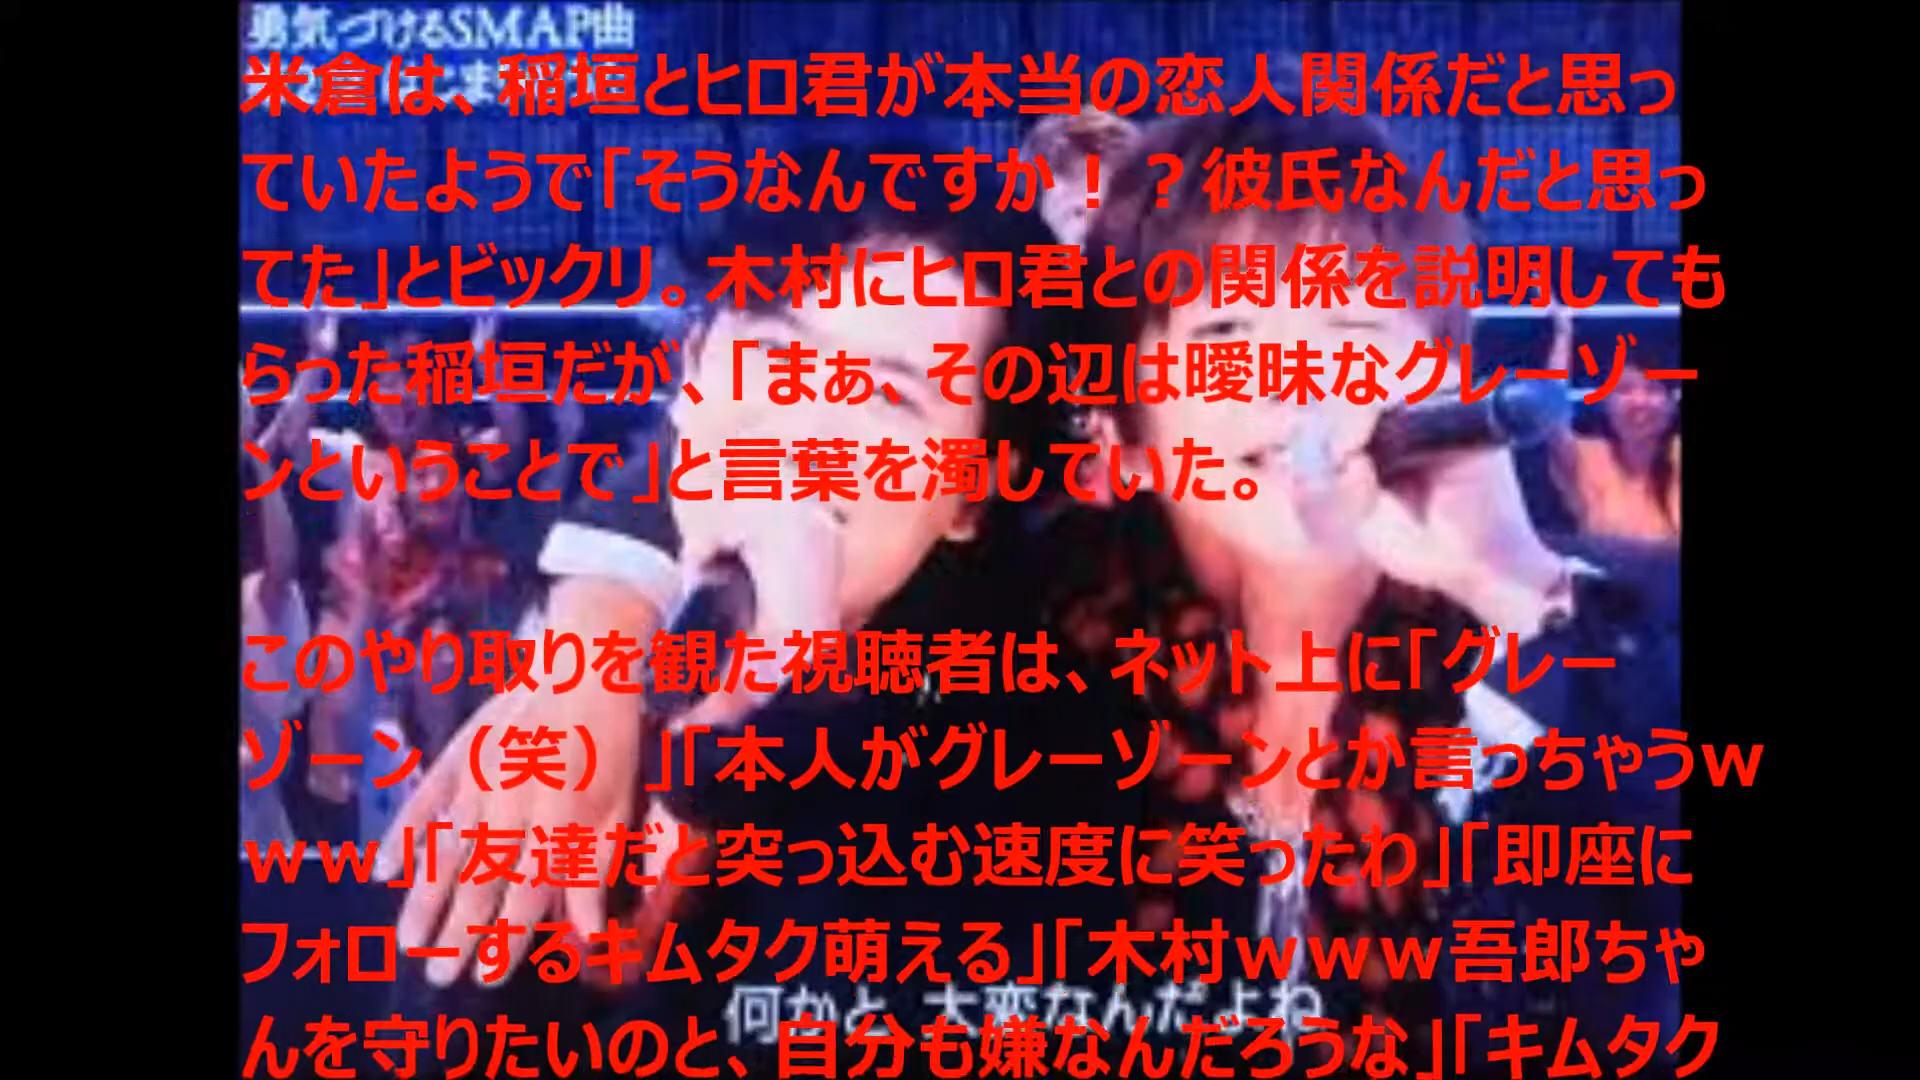 勇気づけるSMAP曲
米倉は、稲垣とヒロ君が本当の恋人関係だと思っ
ていたようで「そうなんですか！？彼氏なんだと思っ
てた」とビックリ。木村にヒロ君との関係を説明しても
らった稲垣だが、「まぁ、その辺は曖昧なグレーゾー
ンということで」と言葉を濁していた。
このやり取りを観た視聴者は、ネット上に「グレー
ゾーン（笑）」「本人がグレーゾーンとか言っちゃうｗ
ｗｗ」「友達だと突っ込む速度に笑ったわ」「即座に
フォローするキムタク萌える」「木村ｗｗｗ吾郎ちゃ
何かと 大変なんだよね
んを守りたいのと、自分も嫌なんだろうな」「キムタク